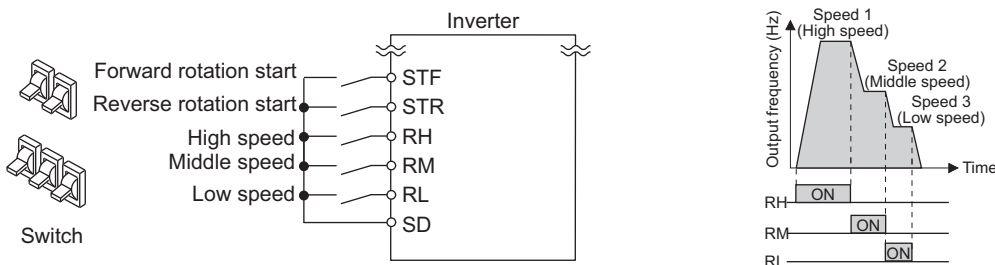 Inverter
Forward rotation start
STF
Reverse rotation start
STR
High speed
RH
Middle speed
RM
Low speed
RL
SD
Switch
Output frequency (Hz)
Speed 1
(High speed)
Speed 2
(Middle speed)
Speed 3
(Low speed)
Time
RH
ON
RM
ON
RL
ON